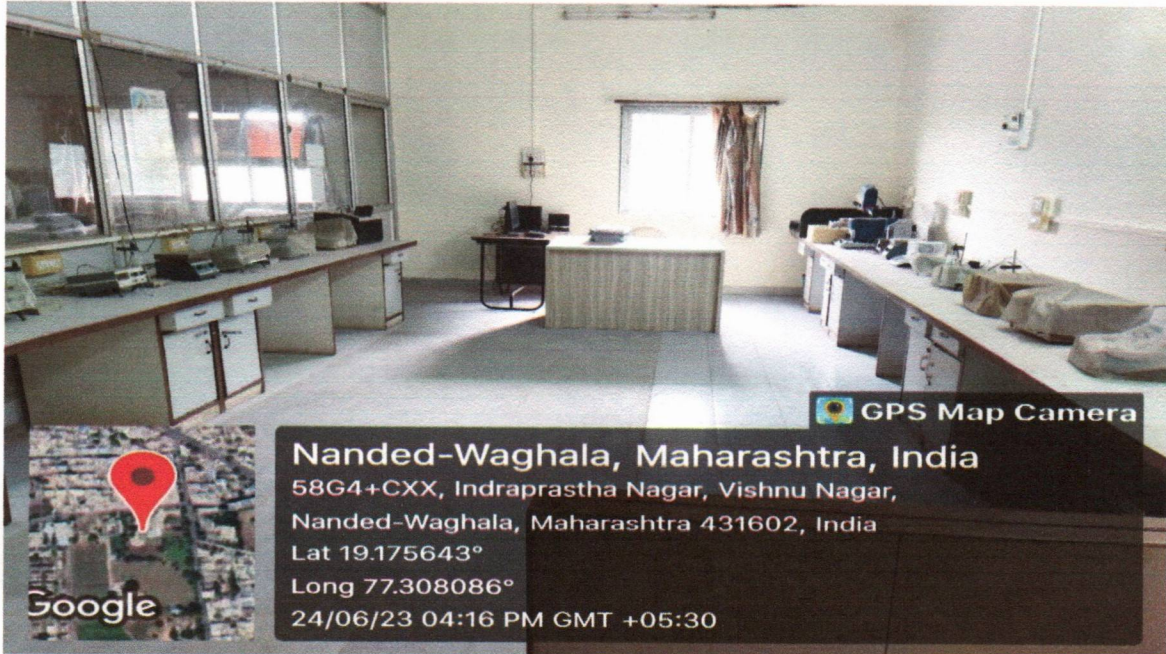 GPS Map Camera
Nanded-Waghala, Maharashtra, India
58G4+CXX, Indraprastha Nagar, Vishnu Nagar,
Nanded-Waghala, Maharashtra 431602, India
Lat 19.175643°
Long 77.308086°
24/06/23 04:16 PM GMT +05:30
Google